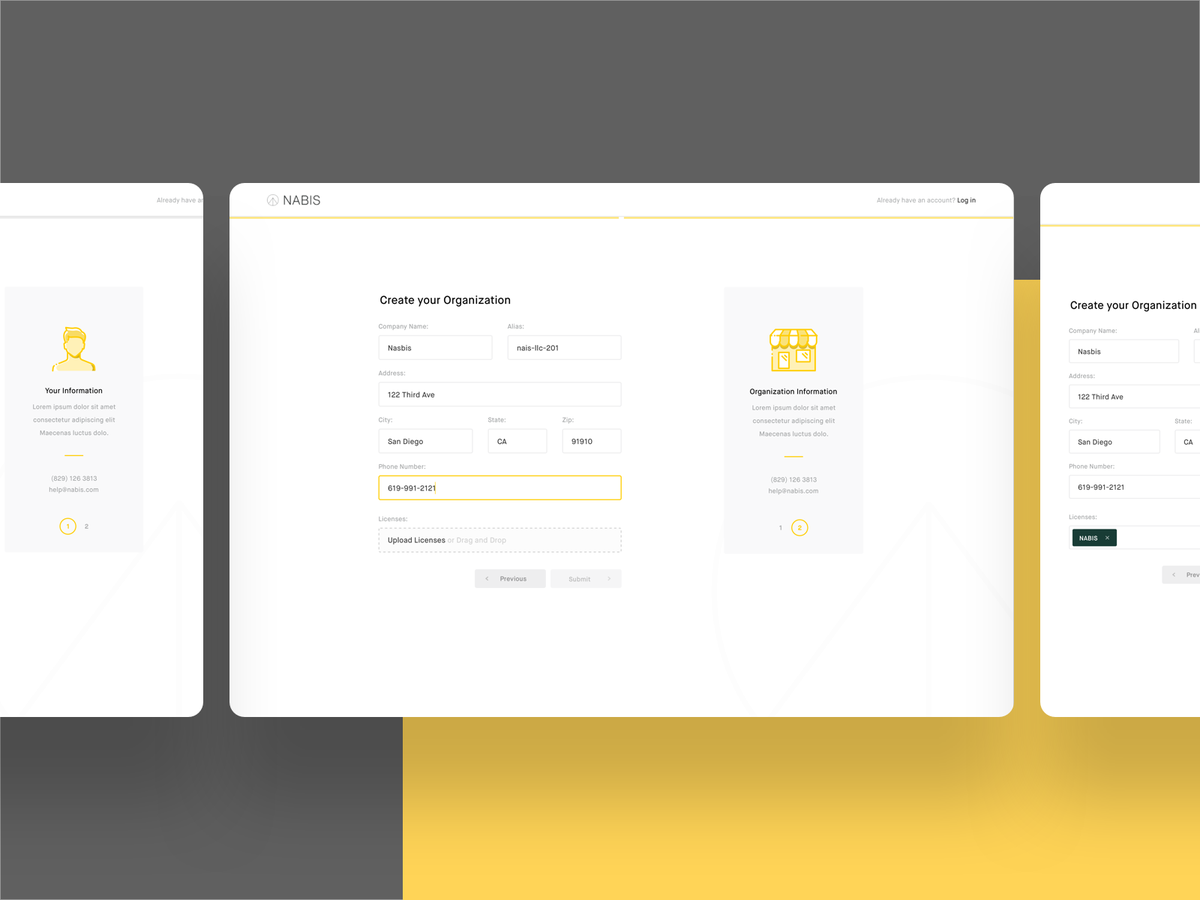 Already have a
Your Information
Lorem ipsum dolor sit amet
consectetur adipiscing elit
Maecenas luctus dolo.
(829) 126 3813
help@nabis.com
1 2
NABIS
Already have an account? Log in
Create your Organization
Company Name: Alias:
Nasbis nais-llc-201
Address:
122 Third Ave
City: State: Zip:
San Diego CA 91910
Phone Number:
619-991-2121
Licenses:
Upload Licenses or Drag and Drop
Previous Submit
Organization Information
Lorem ipsum dolor sit amet
consectetur adipiscing elit
Maecenas luctus dolo.
(829) 126 3813
help@nabis.com
1 2
Create your Organization
Company Name: Al
Nasbis
Address:
122 Third Ave
City: State:
San Diego CA
Phone Number:
619-991-2121
Licenses:
NABIS ×
Prev